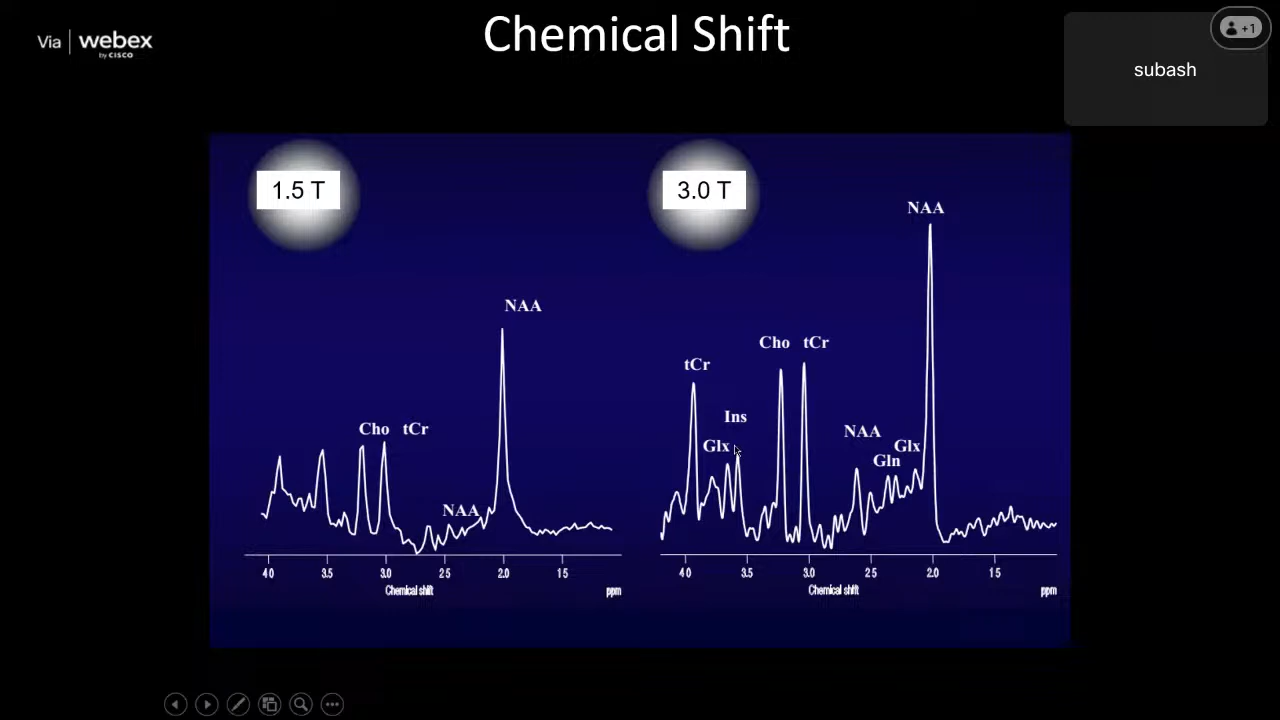 Chemical Shift
Via webex
by CISCO
+1
subash
1.5 T
NAA
Cho tCr
NAA
4 0 3.5 3.0 2 5 2.0 1 5
Chemical shift ppm
3.0 T
NAA
Cho tCr
tCr
Ins
NAA
Glx Glx
Gln
4 0 3.5 3.0 2 5 2.0 1 5
Chemical shift ppm